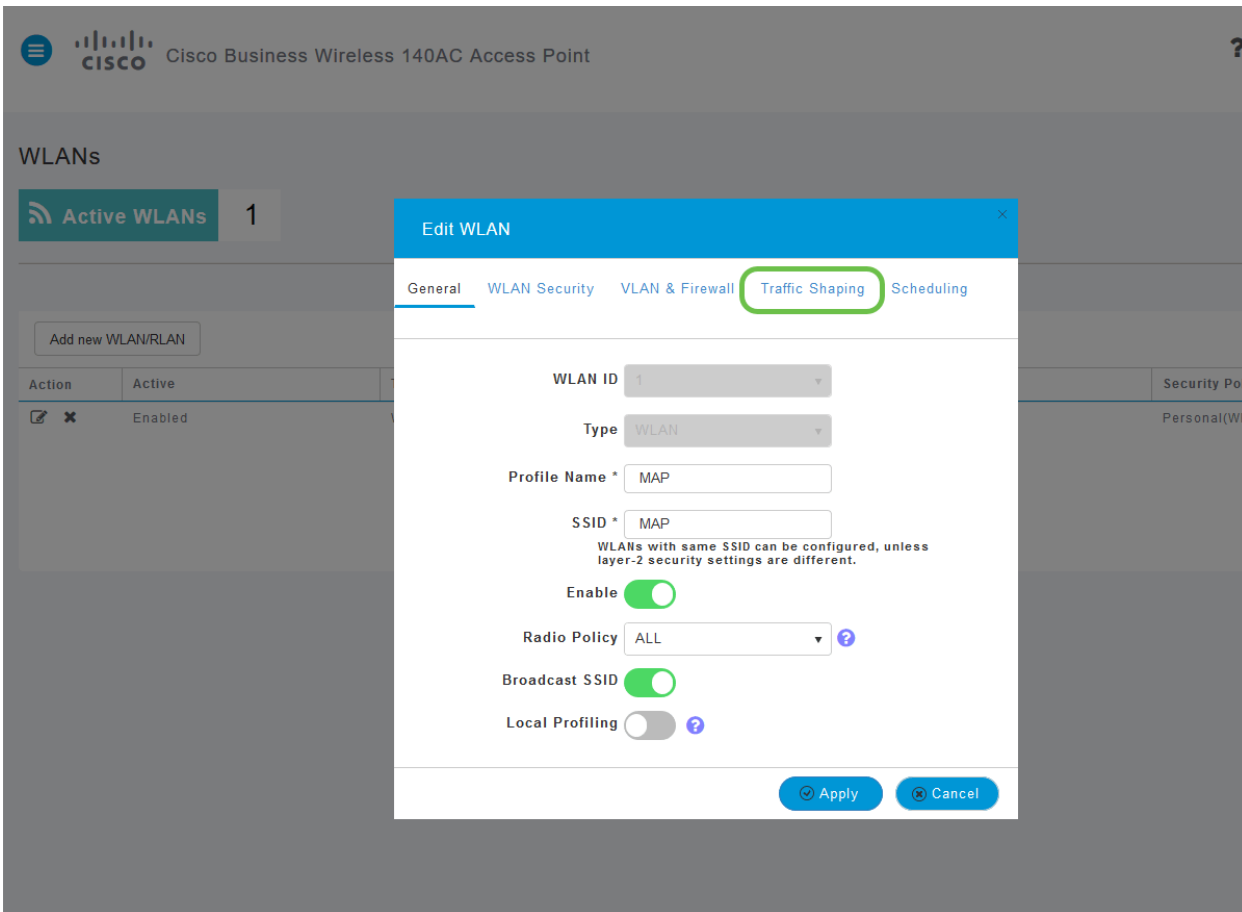 CISCO Cisco Business Wireless 140AC Access Point ?
WLANs
Active WLANs 1
Edit WLAN ×
General WLAN Security VLAN & Firewall Traffic Shaping Scheduling
Add new WLAN/RLAN
Action Active Security Po
Enabled Personal(W
WLAN ID 1
Type WLAN
Profile Name * MAP
SSID * MAP
WLANs with same SSID can be configured, unless
layer-2 security settings are different.
Enable
Radio Policy ALL ?
Broadcast SSID
Local Profiling ?
Apply Cancel